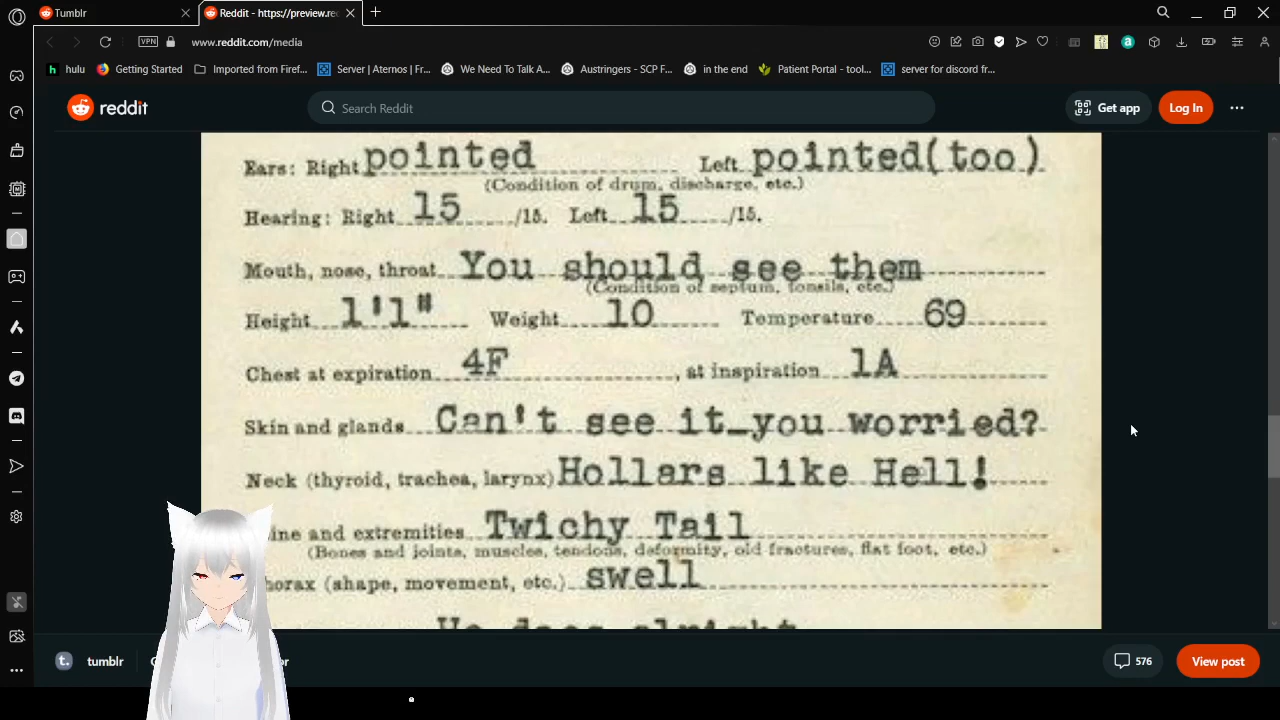 Tumblr
Reddit - https://preview.re
VPN
www.reddit.com/media
hulu
Getting Started
Imported from Firef...
Server | Aternos | Fr...
We Need To Talk A...
Austringers - SCP F...
in the end
Patient Portal - tool...
server for discord fr...
reddit
Search Reddit
Get app
Log In
Ears: Right pointed Left pointed(too)
(Condition of drum, discharge, etc.)
Hearing: Right 15 /15. Left 15 /15.
Mouth, nose, throat You should see them
(Condition of septum, tonsils, etc.)
Height 1'1" Weight 10 Temperature 69
Chest at expiration 4F , at inspiration 1A
Skin and glands Can't see it_you worried?
Neck (thyroid, trachea, larynx) Hollars like Hell!
ine and extremities Twichy Tail
(Bones and joints, muscles, tendons, deformity, old fractures, flat foot, etc.)
horax (shape, movement, etc.) swell
He does alright
t. tumblr
or
576
View post